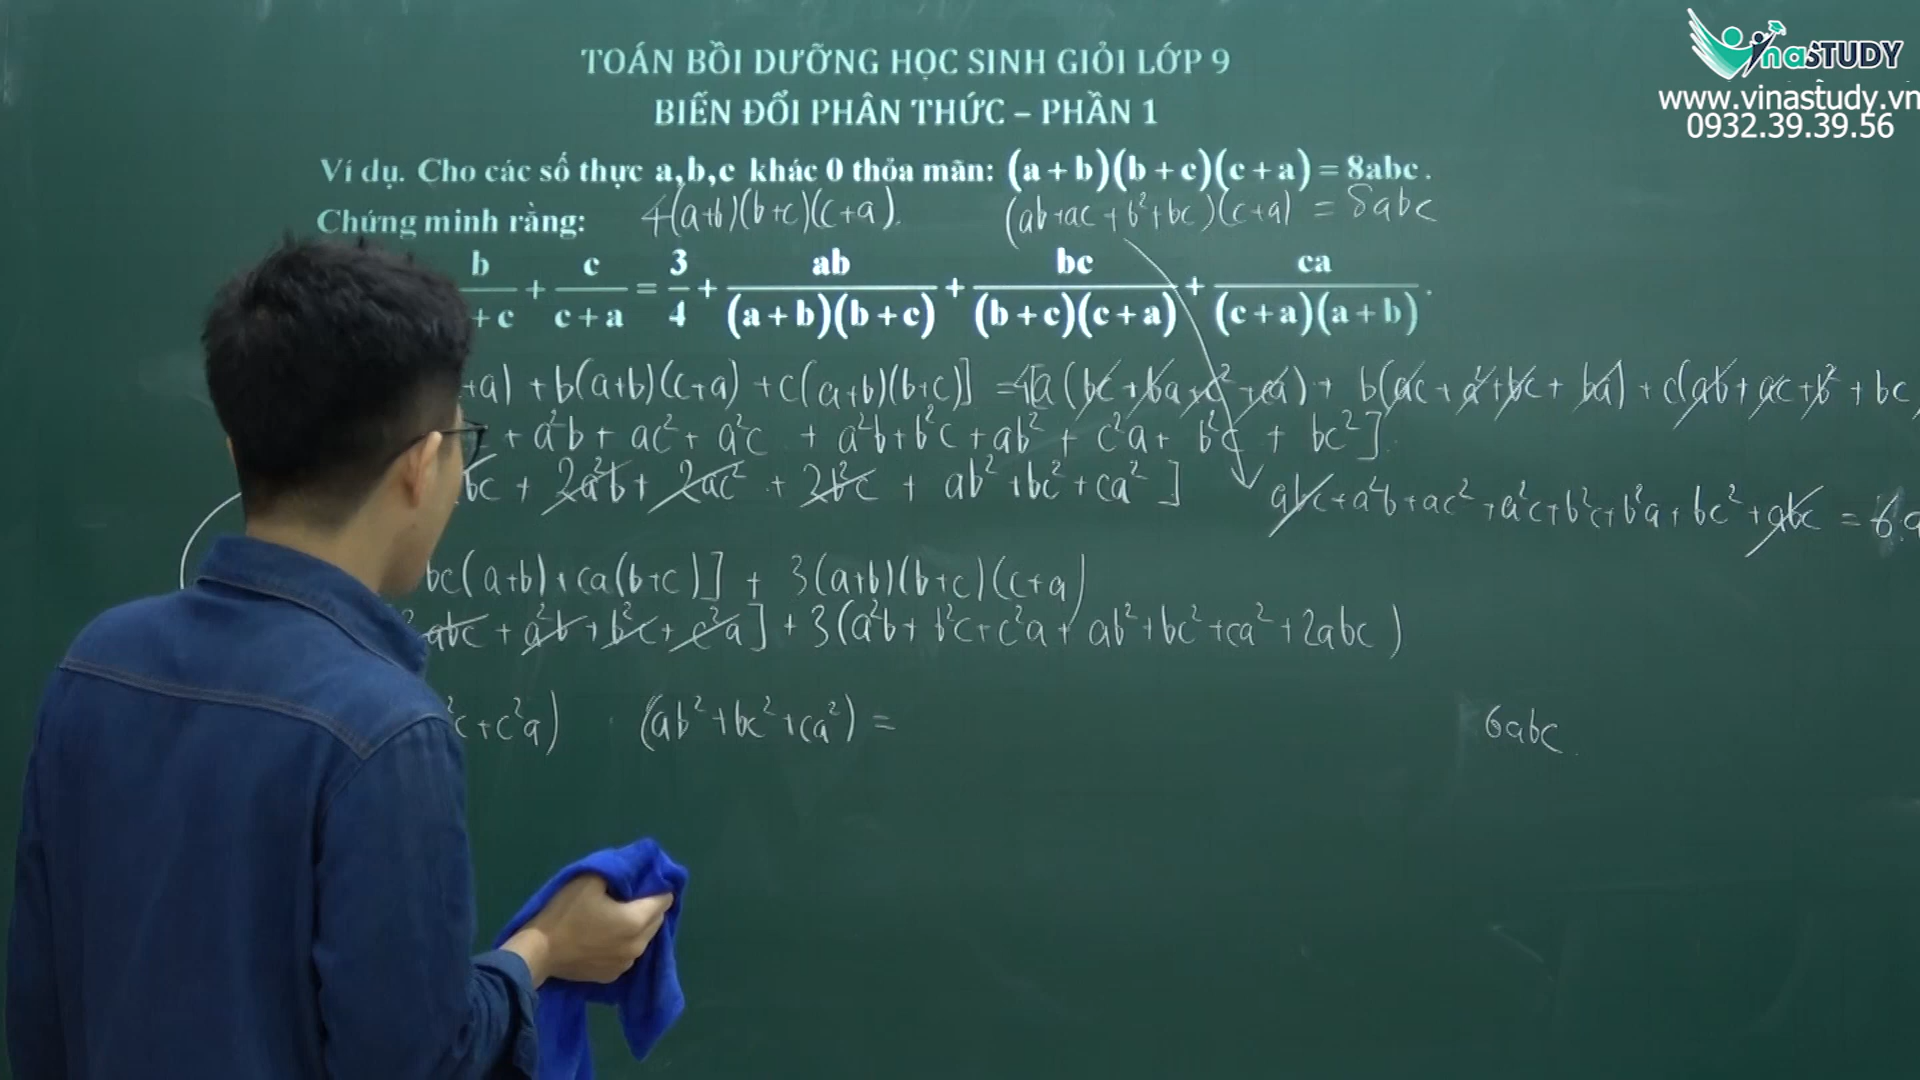 VinaSTUDY
www.vinastudy.vn
0932.39.39.56
TOÁN BỒI DƯỠNG HỌC SINH GIỎI LỚP 9
BIẾN ĐỔI PHÂN THỨC – PHẦN 1
Ví dụ. Cho các số thực a,b,c khác 0 thỏa mãn: (a + b)(b + c)(c + a) = 8abc.
Chứng minh rằng: 4(a+b)(b+c)(c+a). (ab+ac+b²+bc)(c+a) = 8abc
b/+c + c/c+a = 3/4 + ab/(a+b)(b+c) + bc/(b+c)(c+a) + ca/(c+a)(a+b).
+a) + b(a+b)(c+a) + c(a+b)(b+c)] = 4[a(bc + ba + c² + ca) + b(ac + a² + bc + ba) + c(ab + ac + b² + bc
+ a²b + ac² + a²c + a²b + b²c + ab² + c²a + b²c + bc²].
bc + 2a²b + 2ac² + 2b²c + ab² + bc² + ca²]
abc + a²b + ac² + a²c + b²c + b²a + bc² + abc = 6a
bc(a+b) + ca(b+c)] + 3(a+b)(b+c)(c+a)
abc + a²b + b²c + c²a] + 3(a²b + b²c + c²a + ab² + bc² + ca² + 2abc)
²c + c²a) (ab² + bc² + ca²) = 6abc.